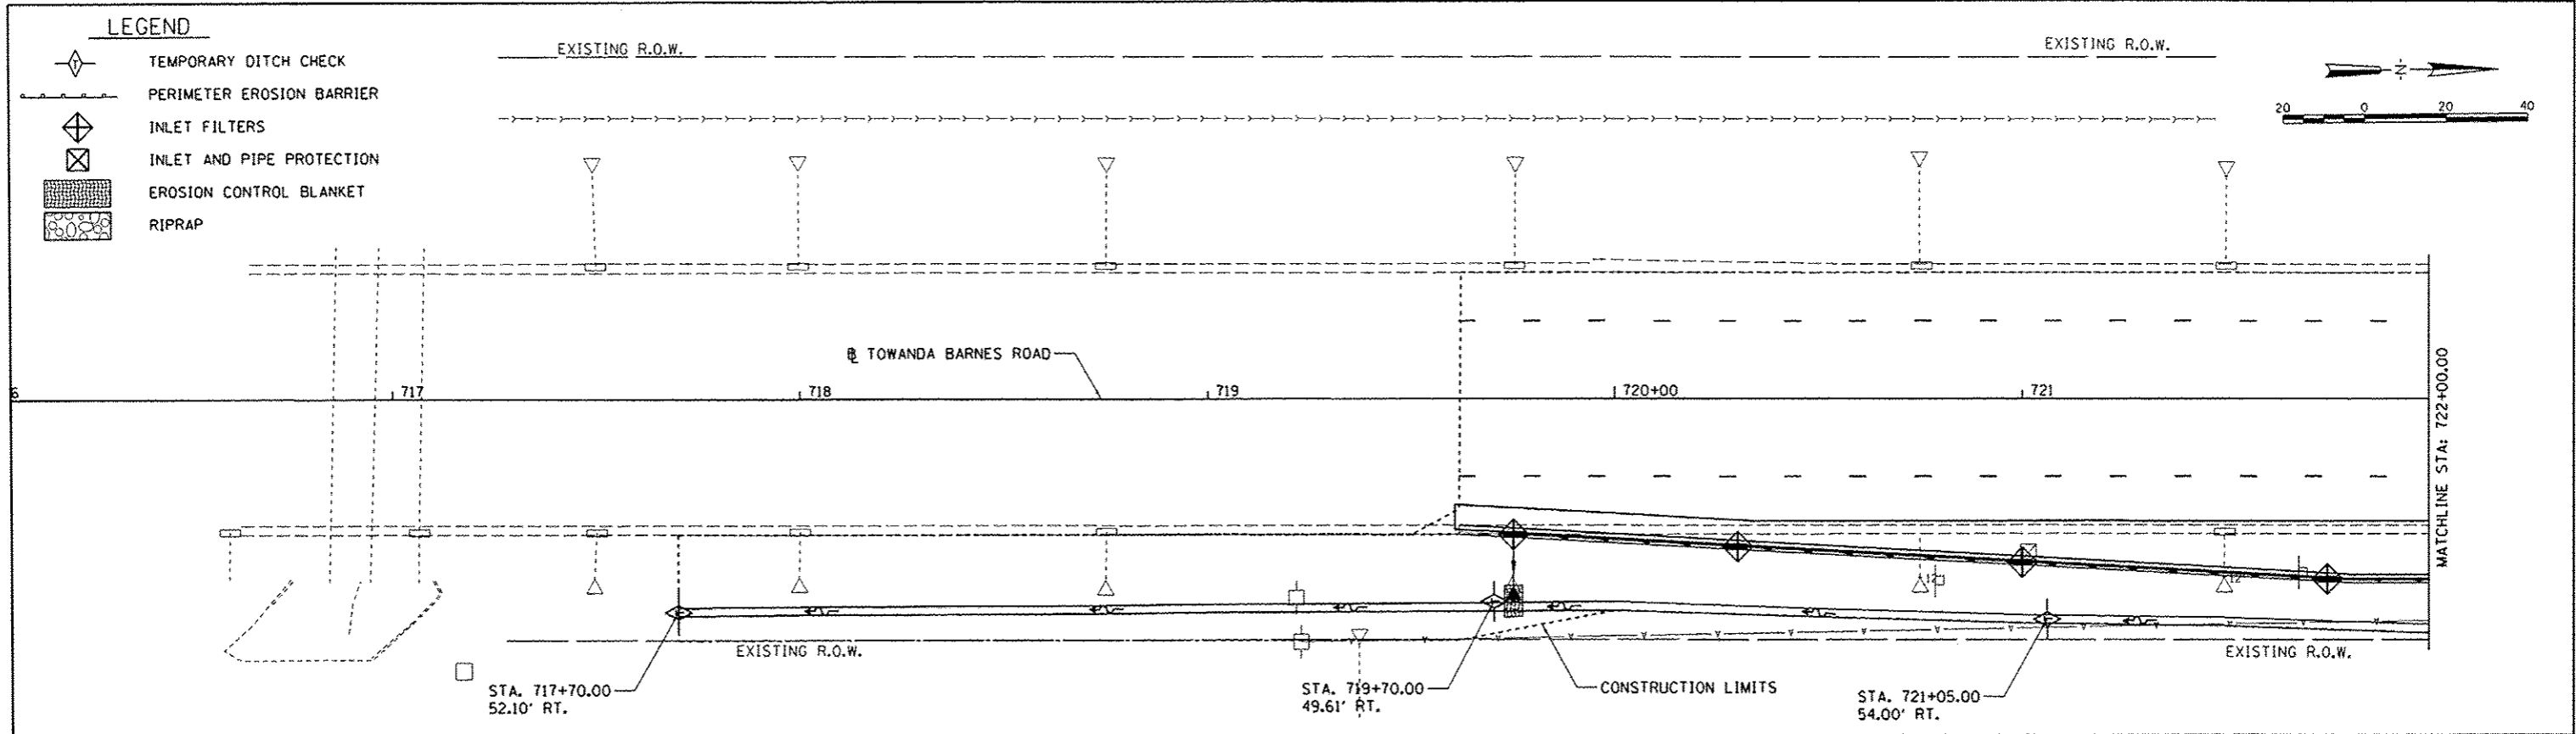 LEGEND
TEMPORARY DITCH CHECK
PERIMETER EROSION BARRIER
INLET FILTERS
INLET AND PIPE PROTECTION
EROSION CONTROL BLANKET
RIPRAP
EXISTING R.O.W.
EXISTING R.O.W.
N
20 0 20 40
℄ TOWANDA BARNES ROAD
6 717 718 719 720+00 721
MATCHLINE STA: 722+00.00
12 12
EXISTING R.O.W.
EXISTING R.O.W.
STA. 717+70.00
52.10' RT.
STA. 719+70.00
49.61' RT.
CONSTRUCTION LIMITS
STA. 721+05.00
54.00' RT.